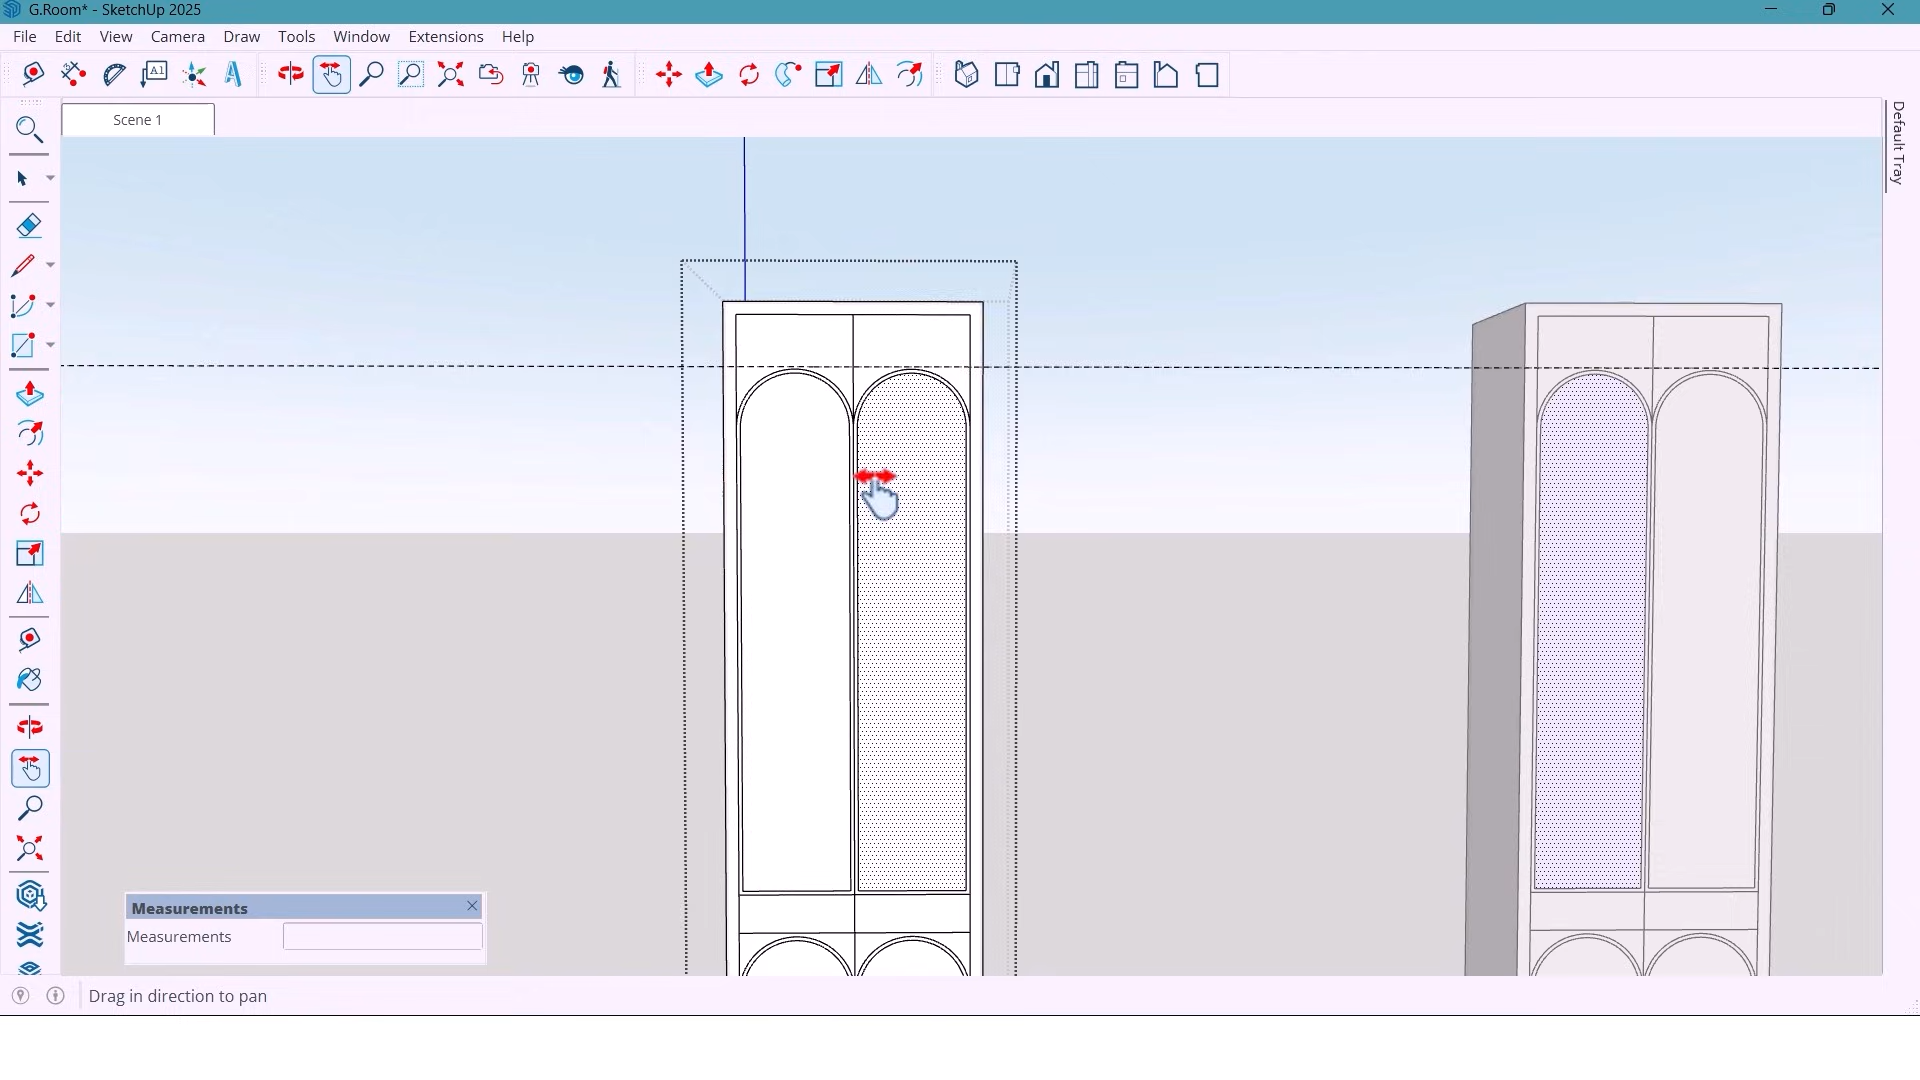 G.Room* - SketchUp 2025
File Edit View Camera Draw Tools Window Extensions Help
A1
Scene 1
Default Tray
Measurements
Measurements
Drag in direction to pan